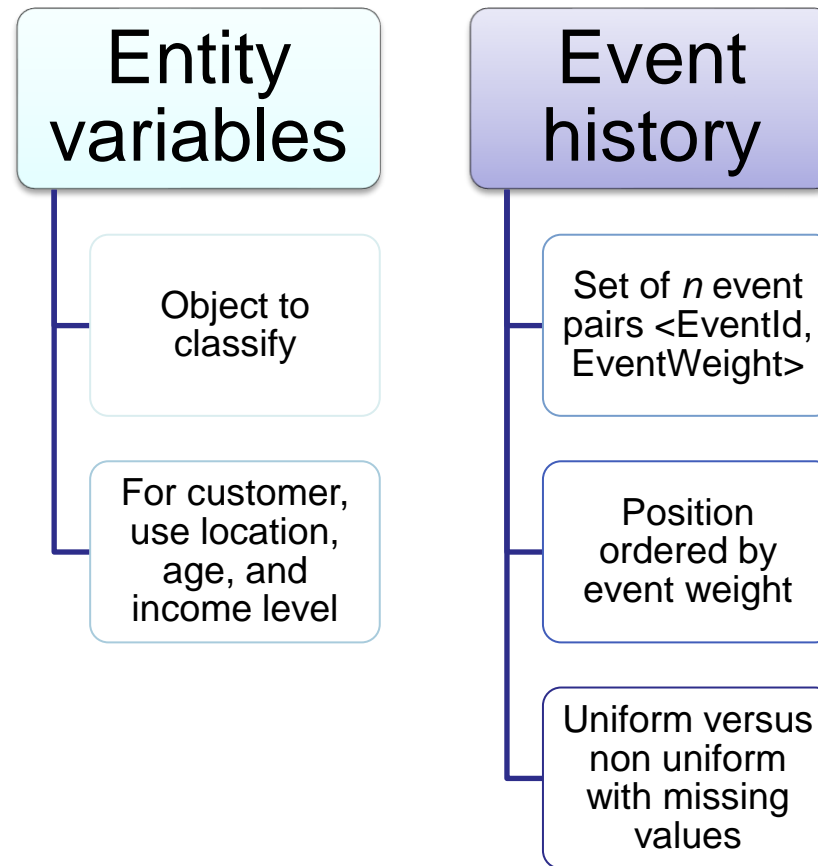 Entity
variables
Object to
classify
For customer,
use location,
age, and
income level
Event
history
Set of n event
pairs <EventId,
EventWeight>
Position
ordered by
event weight
Uniform versus
non uniform
with missing
values